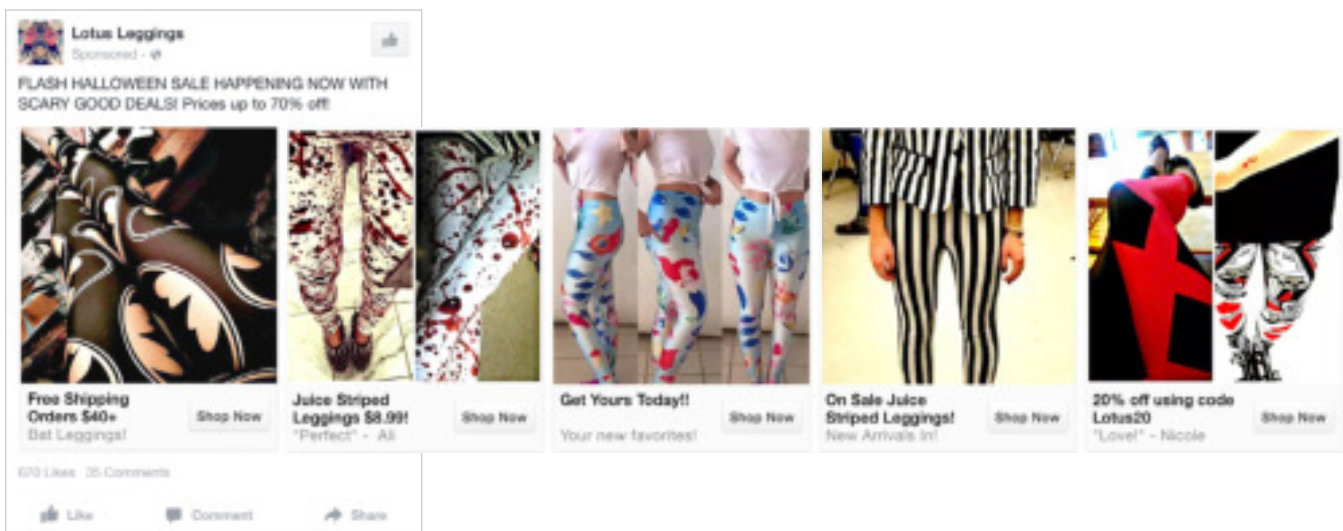 Lotus Leggings
Sponsored ·
FLASH HALLOWEEN SALE HAPPENING NOW WITH
SCARY GOOD DEALS! Prices up to 70% off!
Free Shipping
Orders $40+
Bat Leggings!
Shop Now
Juice Striped
Leggings $8.99!
"Perfect" - Ali
Shop Now
Get Yours Today!!
Your new favorites!
Shop Now
On Sale Juice
Striped Leggings!
New Arrivals In!
Shop Now
20% off using code
Lotus20
"Love!" - Nicole
Shop Now
Likes 35 Comments
Like Comment Share